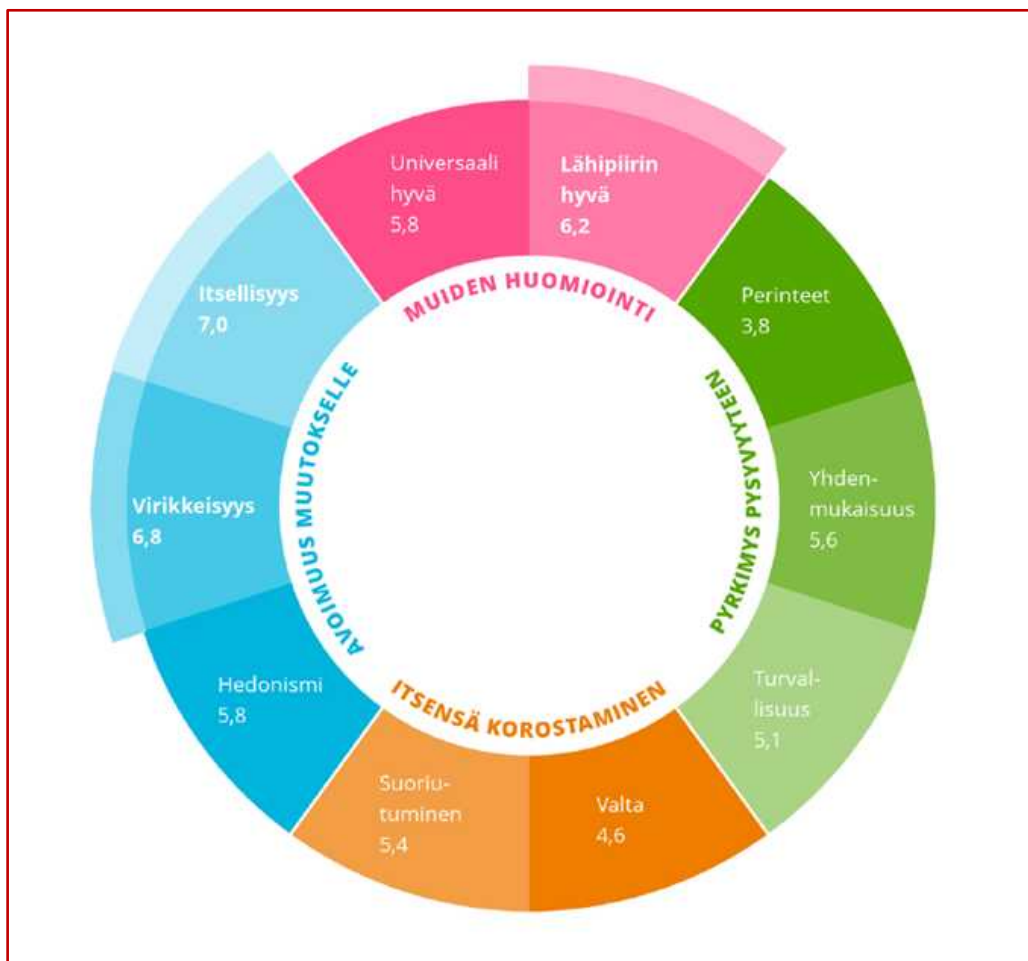 Universaali
hyvä
5,8
Lähipiirin
hyvä
6,2
Itsellisyys
7,0
Perinteet
3,8
MUIDEN HUOMIOINTI
AVOIMUUS MUUTOKSELLE
PYRKIMYS PYSYVYYTEEN
Virikkeisyys
6,8
Yhden-
mukaisuus
5,6
Hedonismi
5,8
Turval-
lisuus
5,1
ITSENSÄ KOROSTAMINEN
Suoriu-
tuminen
5,4
Valta
4,6